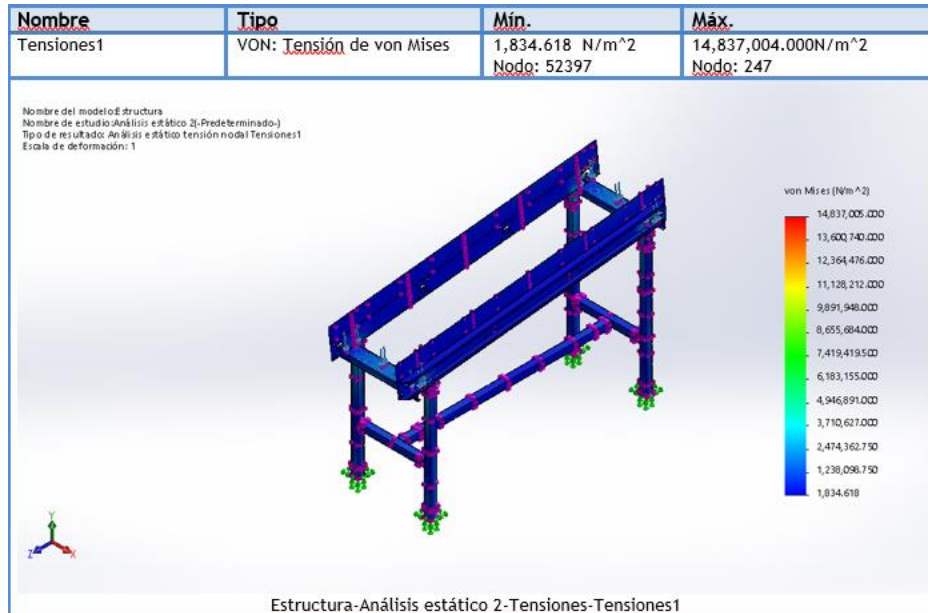 Nombre Tipo Mín. Máx.
Tensiones1 VON: Tensión de von Mises 1,834.618 N/m^2 14,837,004.000N/m^2
Nodo: 52397 Nodo: 247
Nombre del modelo:Estructura
Nombre de estudio:Análisis estático 2(-Predeterminado-)
Tipo de resultado: Análisis estático tensión nodal Tensiones1
Escala de deformación: 1
von Mises (N/m^2)
14,837,005.000
13,600,740.000
12,364,476.000
11,128,212.000
9,891,948.000
8,655,684.000
7,419,419.500
6,183,155.000
4,946,891.000
3,710,627.000
2,474,362.750
1,238,098.750
1,834.618
Y
Z X
Estructura-Análisis estático 2-Tensiones-Tensiones1